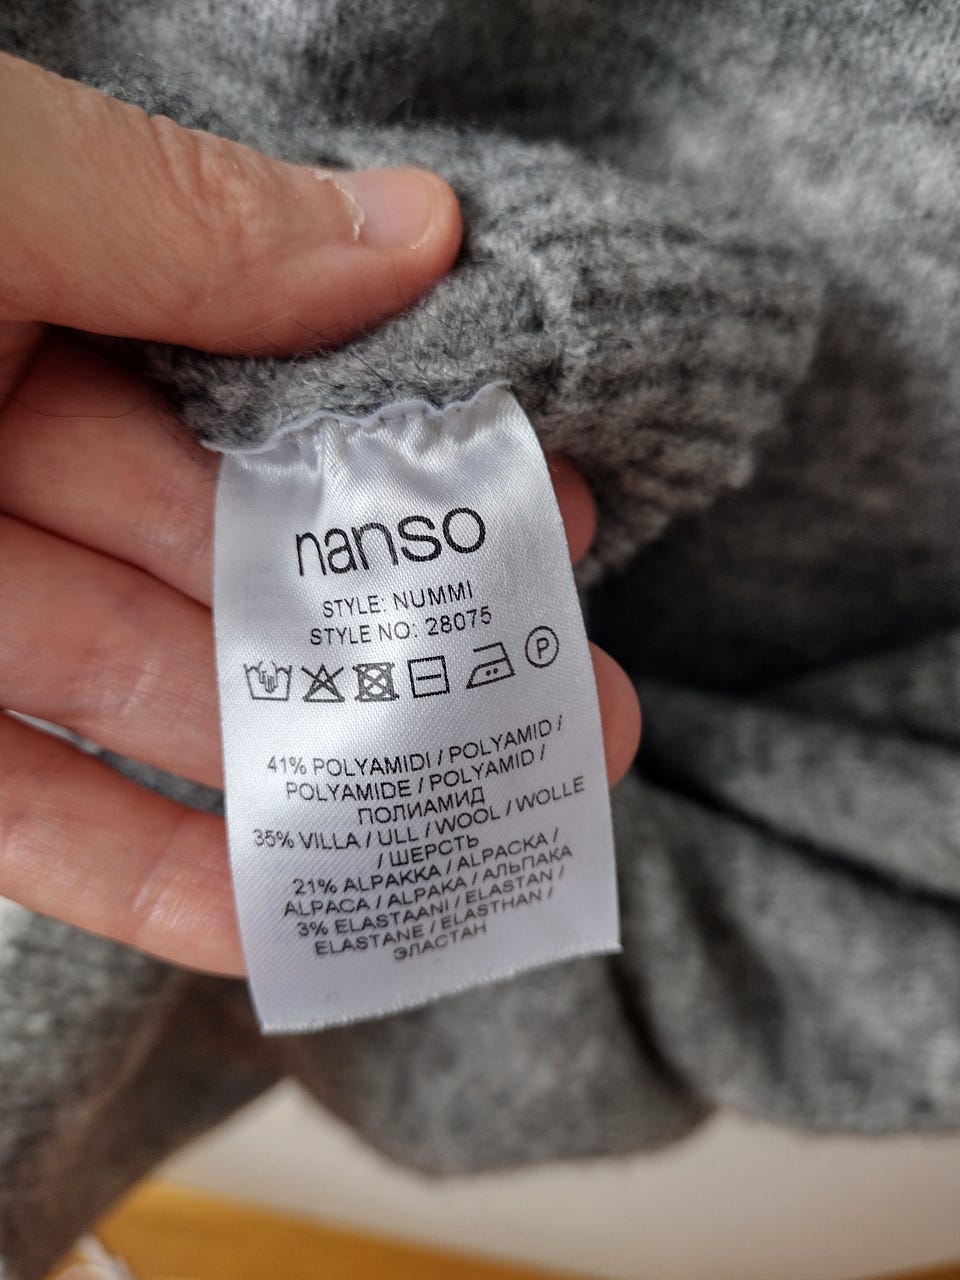 nanso
STYLE: NUMMI
STYLE NO: 28075
P
41% POLYAMIDI / POLYAMID /
POLYAMIDE / POLYAMID /
ПОЛИАМИД
35% VILLA / ULL / WOOL / WOLLE
/ ШЕРСТЬ
21% ALPAKKA / ALPACKA /
ALPACA / ALPAKA / АЛЬПАКА
3% ELASTAANI / ELASTAN /
ELASTANE / ELASTHAN /
ЭЛАСТАН